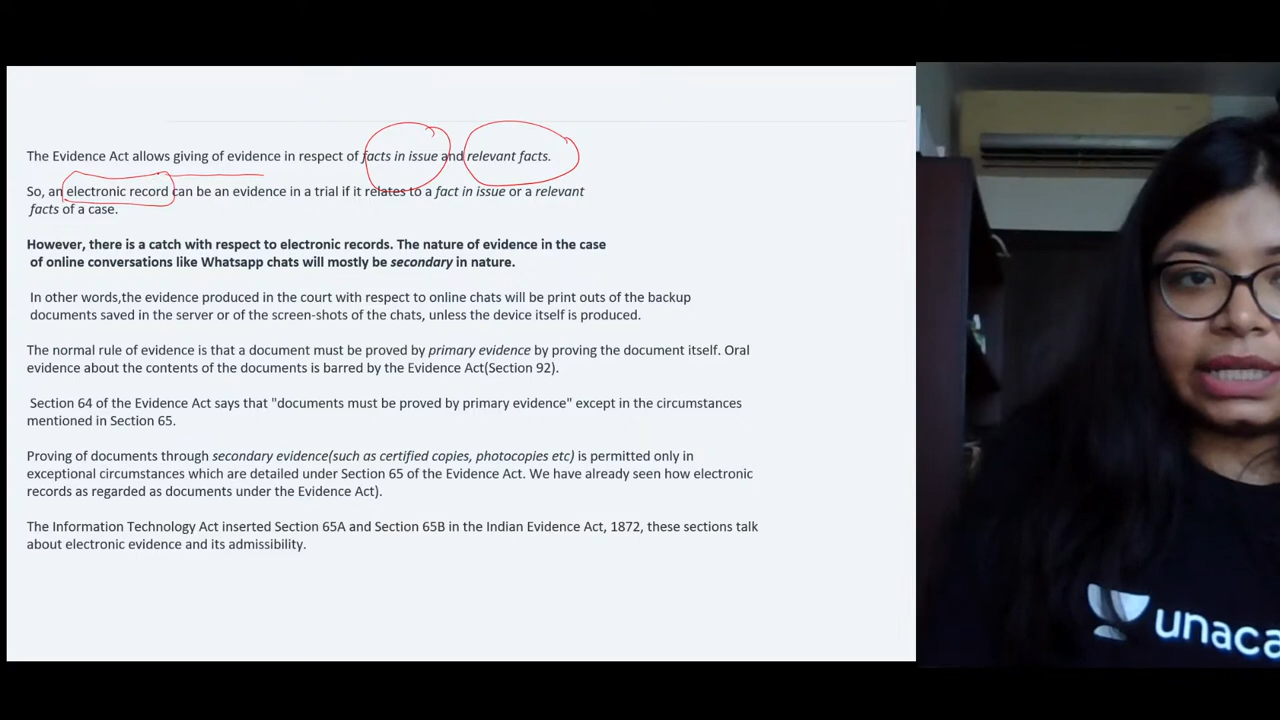 The Evidence Act allows giving of evidence in respect of facts in issue and relevant facts.
So, an electronic record can be an evidence in a trial if it relates to a fact in issue or a relevant
facts of a case.
However, there is a catch with respect to electronic records. The nature of evidence in the case
of online conversations like Whatsapp chats will mostly be secondary in nature.
In other words,the evidence produced in the court with respect to online chats will be print outs of the backup
documents saved in the server or of the screen-shots of the chats, unless the device itself is produced.
The normal rule of evidence is that a document must be proved by primary evidence by proving the document itself. Oral
evidence about the contents of the documents is barred by the Evidence Act(Section 92).
Section 64 of the Evidence Act says that "documents must be proved by primary evidence" except in the circumstances
mentioned in Section 65.
Proving of documents through secondary evidence(such as certified copies, photocopies etc) is permitted only in
exceptional circumstances which are detailed under Section 65 of the Evidence Act. We have already seen how electronic
records as regarded as documents under the Evidence Act).
The Information Technology Act inserted Section 65A and Section 65B in the Indian Evidence Act, 1872, these sections talk
about electronic evidence and its admissibility.
unaca